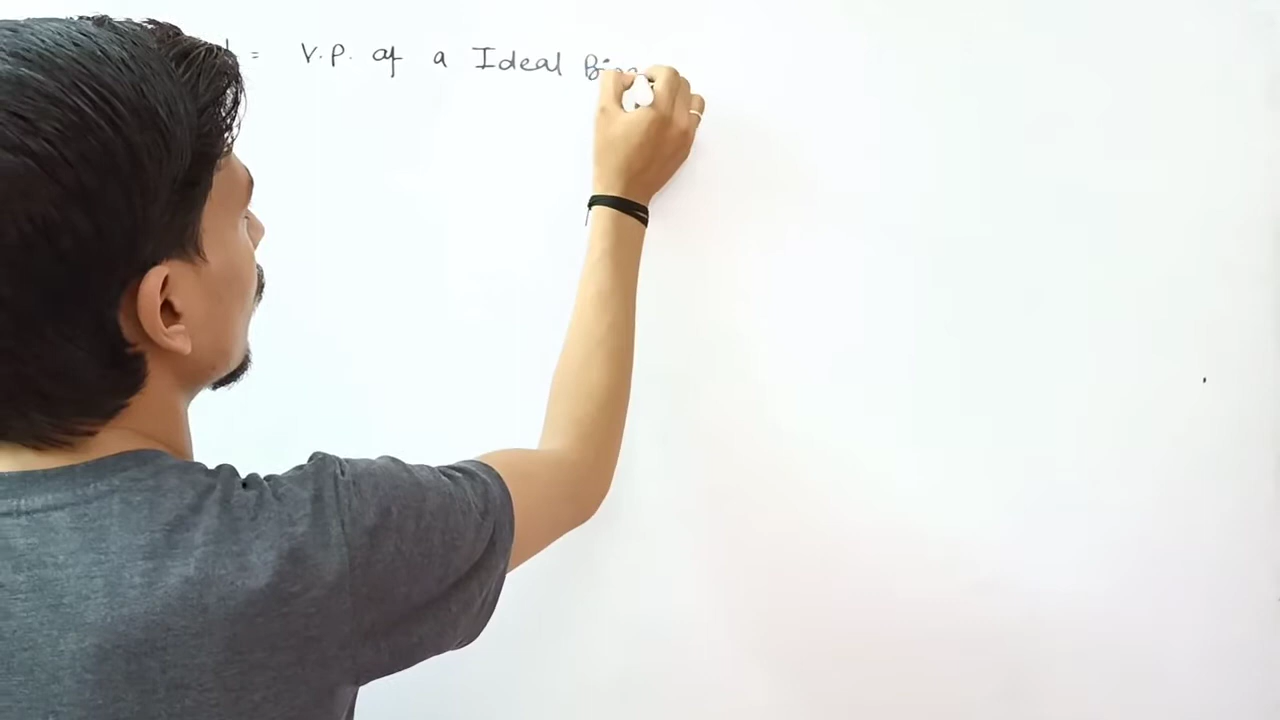 = V.P. of a Ideal